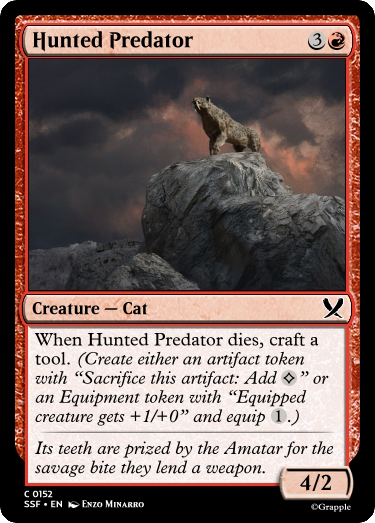 Hunted Predator 3
Creature — Cat
When Hunted Predator dies, craft a
tool. (Create either an artifact token
with “Sacrifice this artifact: Add ” or
an Equipment token with “Equipped
creature gets +1/+0” and equip 1.)
Its teeth are prized by the Amatar for the
savage bite they lend a weapon.
4/2
C 0152
SSF • EN Enzo Minarro
©Grapple